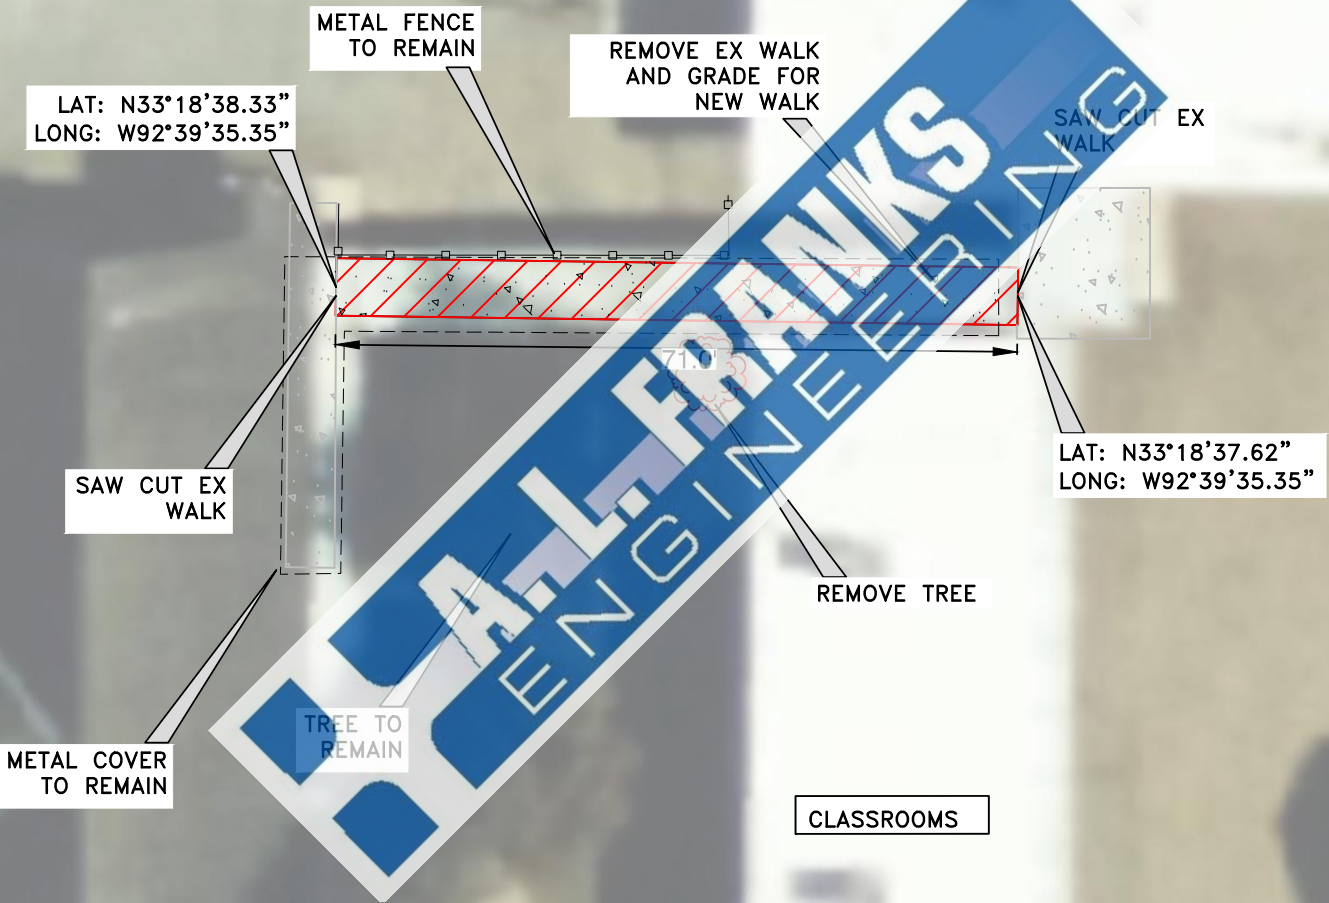 METAL FENCE
TO REMAIN
REMOVE EX WALK
AND GRADE FOR
NEW WALK
LAT: N33°18'38.33"
LONG: W92°39'35.35"
SAW CUT EX
WALK
71.0'
A.L. FRANKS
ENGINEERING
LAT: N33°18'37.62"
LONG: W92°39'35.35"
SAW CUT EX
WALK
REMOVE TREE
TREE TO
REMAIN
METAL COVER
TO REMAIN
CLASSROOMS